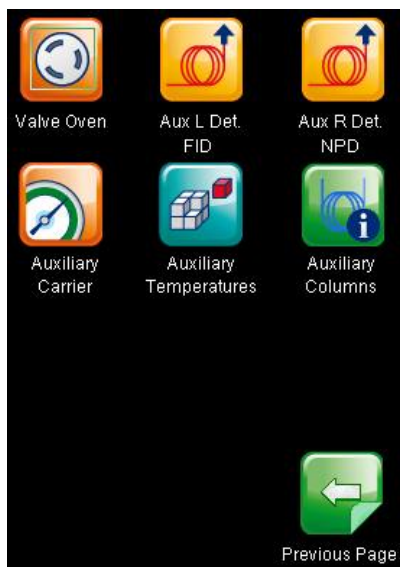 Valve Oven
Aux L Det.
FID
Aux R Det.
NPD
Auxiliary
Carrier
Auxiliary
Temperatures
Auxiliary
Columns
Previous Page